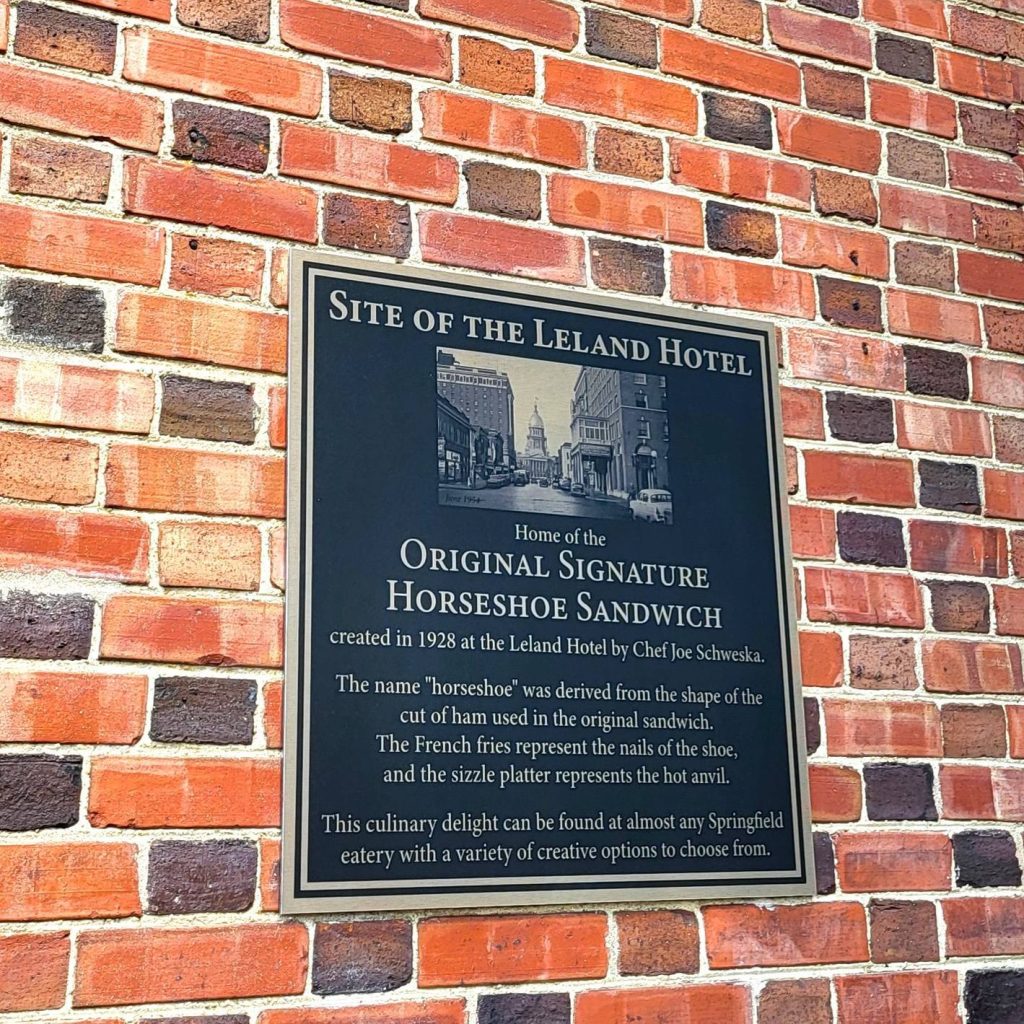 SITE OF THE LELAND HOTEL
June 1954
Home of the
ORIGINAL SIGNATURE
HORSESHOE SANDWICH
created in 1928 at the Leland Hotel by Chef Joe Schweska.
The name "horseshoe" was derived from the shape of the
cut of ham used in the original sandwich.
The French fries represent the nails of the shoe,
and the sizzle platter represents the hot anvil.
This culinary delight can be found at almost any Springfield
eatery with a variety of creative options to choose from.